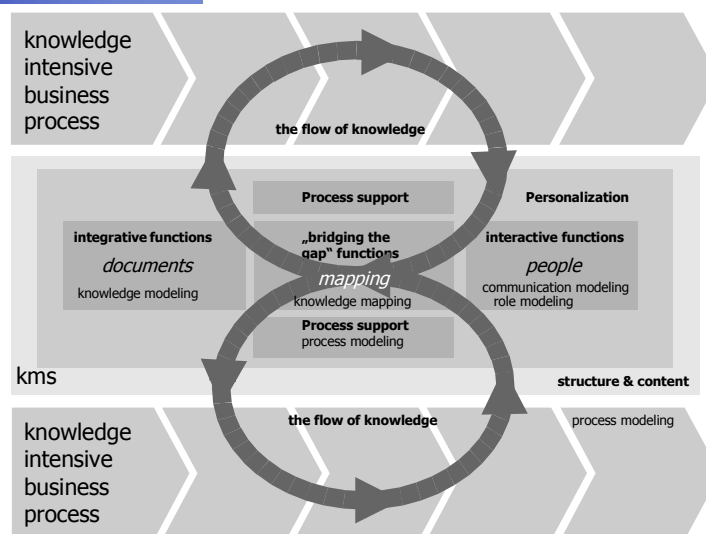 knowledge
intensive
business
process
the flow of knowledge
Process support
Personalization
integrative functions
documents
knowledge modeling
„bridging the
gap“ functions
mapping
knowledge mapping
interactive functions
people
communication modeling
role modeling
Process support
process modeling
kms
structure & content
knowledge
intensive
business
process
the flow of knowledge
process modeling